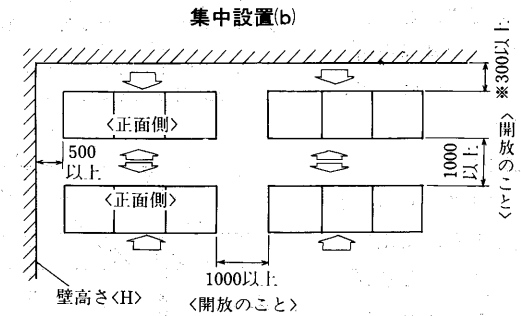 集中設置(b)
※300以上
<開放のこと>
<正面側>
500
以上
1000
以上
<正面側>
1000以上
<開放のこと>
壁高さ<H>